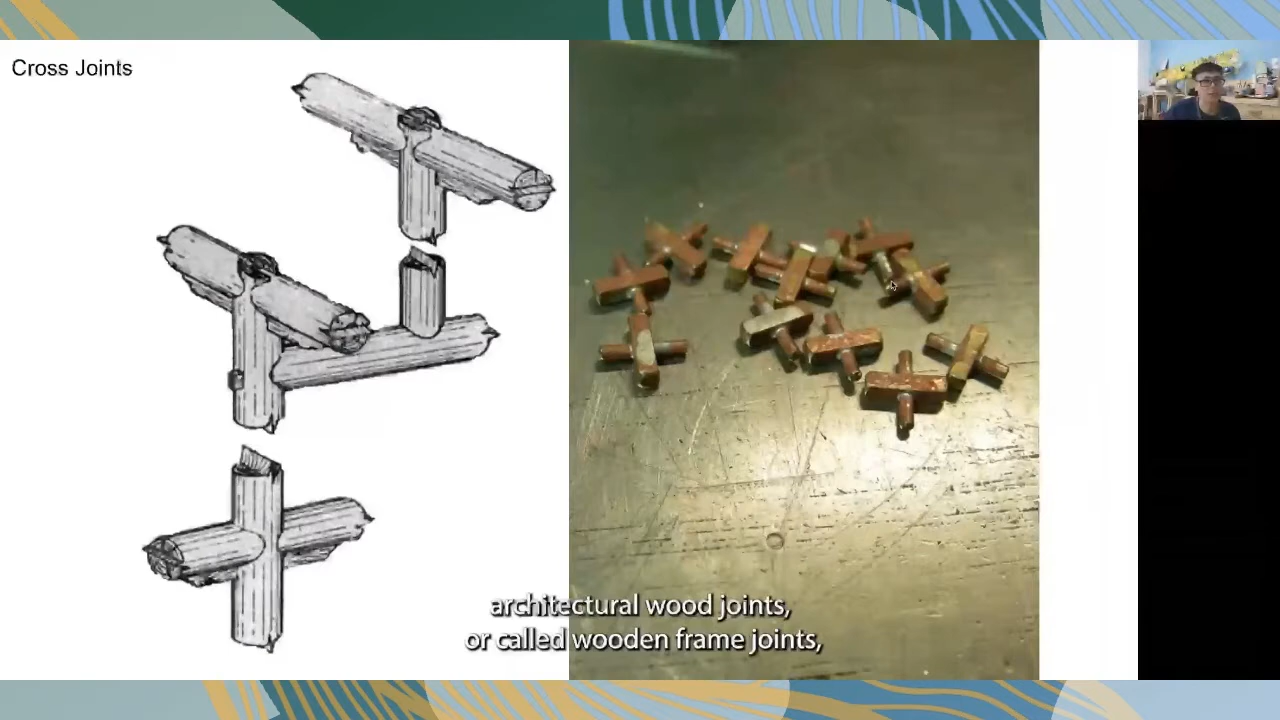 Cross Joints
architectural wood joints,
or called wooden frame joints,